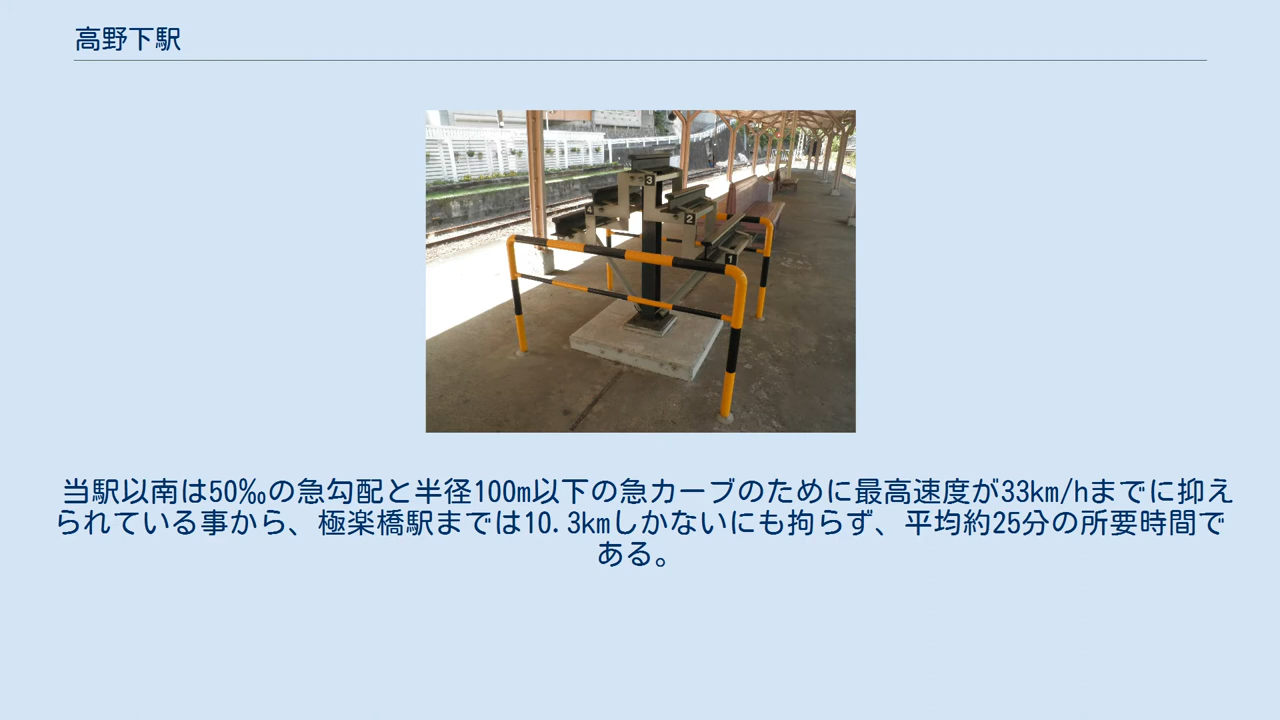 高野下駅
3
4
2
1
当駅以南は50‰の急勾配と半径100m以下の急カーブのために最高速度が33km/hまでに抑え
られている事から、極楽橋駅までは10.3kmしかないにも拘らず、平均約25分の所要時間で
ある。